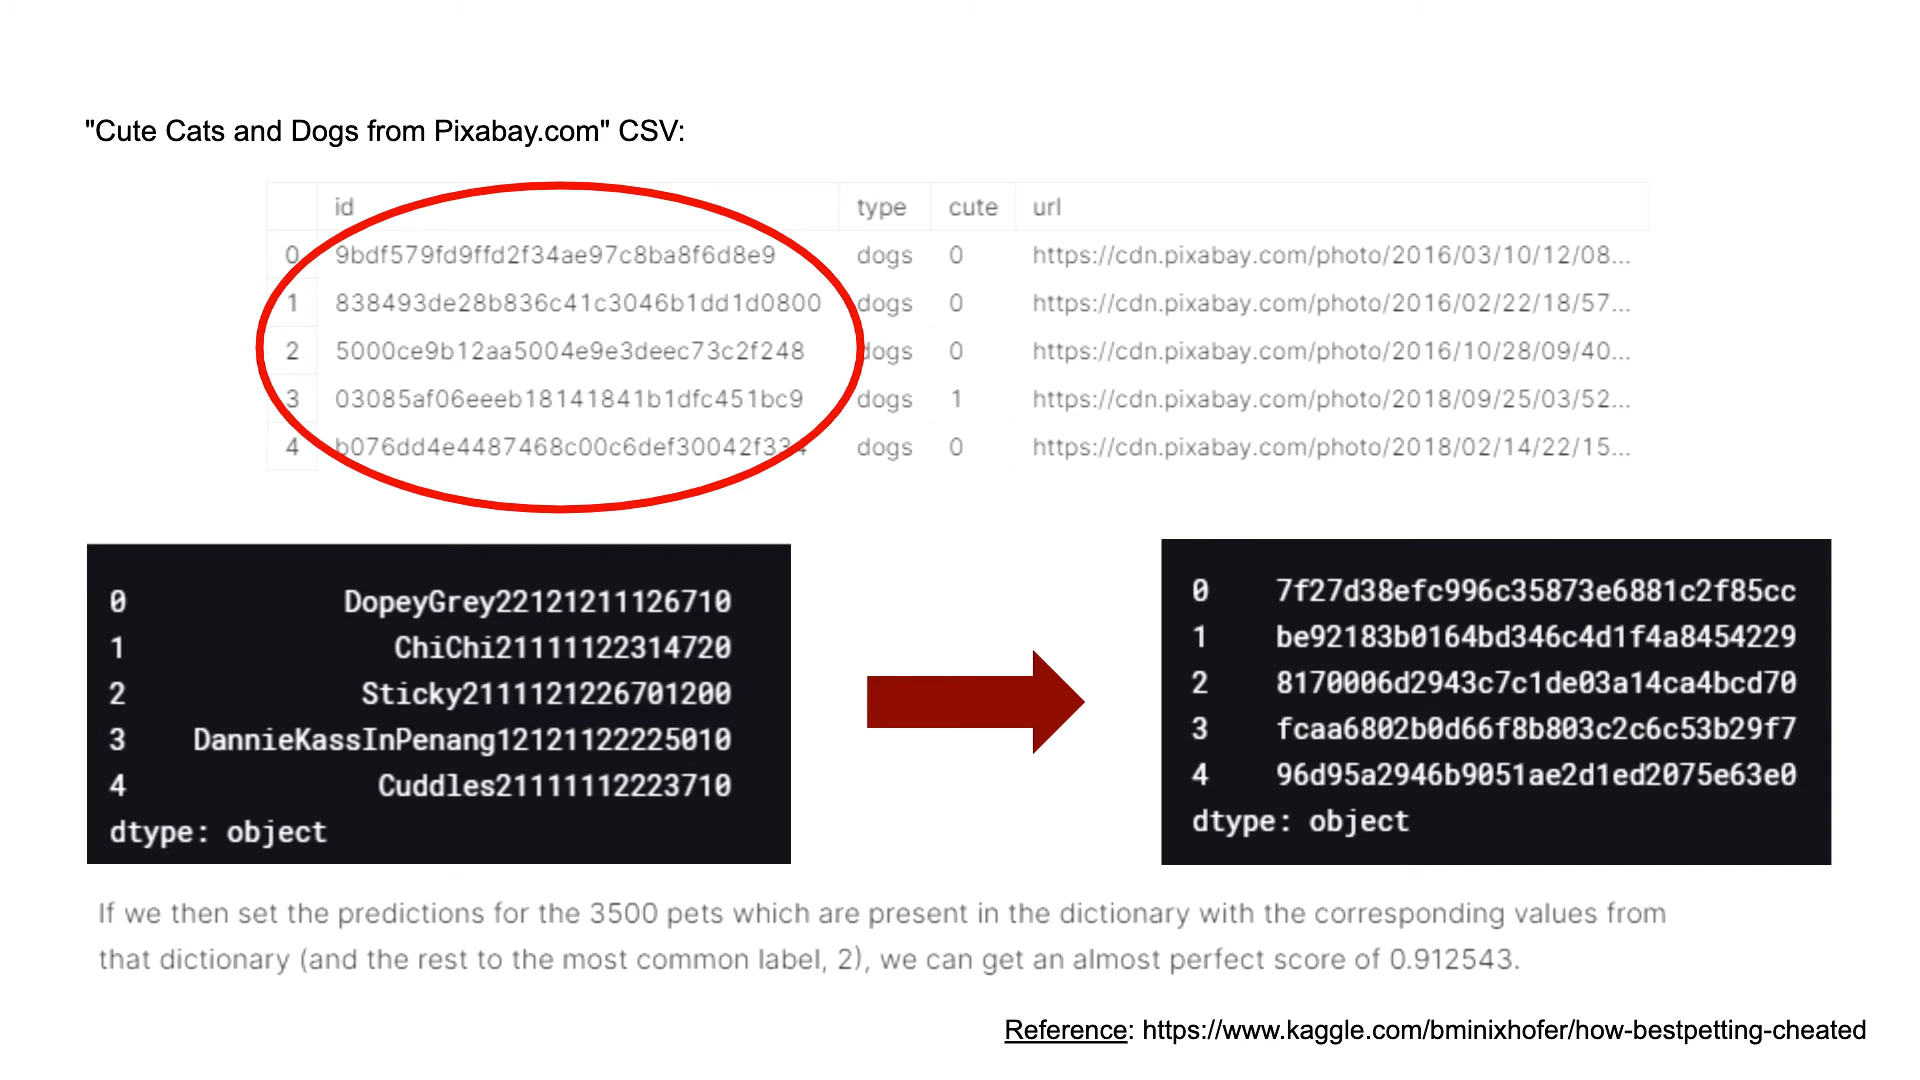 "Cute Cats and Dogs from Pixabay.com" CSV:
id type cute url
0 9bdf579fd9ffd2f34ae97c8ba8f6d8e9 dogs 0 https://cdn.pixabay.com/photo/2016/03/10/12/08...
1 838493de28b836c41c3046b1dd1d0800 dogs 0 https://cdn.pixabay.com/photo/2016/02/22/18/57...
2 5000ce9b12aa5004e9e3deec73c2f248 dogs 0 https://cdn.pixabay.com/photo/2016/10/28/09/40...
3 03085af06eeeb18141841b1dfc451bc9 dogs 1 https://cdn.pixabay.com/photo/2018/09/25/03/52...
4 b076dd4e4487468c00c6def30042f334 dogs 0 https://cdn.pixabay.com/photo/2018/02/14/22/15...
0 DopeyGrey22121211126710
1 ChiChi21111122314720
2 Sticky2111121226701200
3 DannieKassInPenang12121122225010
4 Cuddles21111112223710
dtype: object
0 7f27d38efc996c35873e6881c2f85cc
1 be92183b0164bd346c4d1f4a8454229
2 8170006d2943c7c1de03a14ca4bcd70
3 fcaa6802b0d66f8b803c2c6c53b29f7
4 96d95a2946b9051ae2d1ed2075e63e0
dtype: object
If we then set the predictions for the 3500 pets which are present in the dictionary with the corresponding values from
that dictionary (and the rest to the most common label, 2), we can get an almost perfect score of 0.912543.
Reference: https://www.kaggle.com/bminixhofer/how-bestpetting-cheated